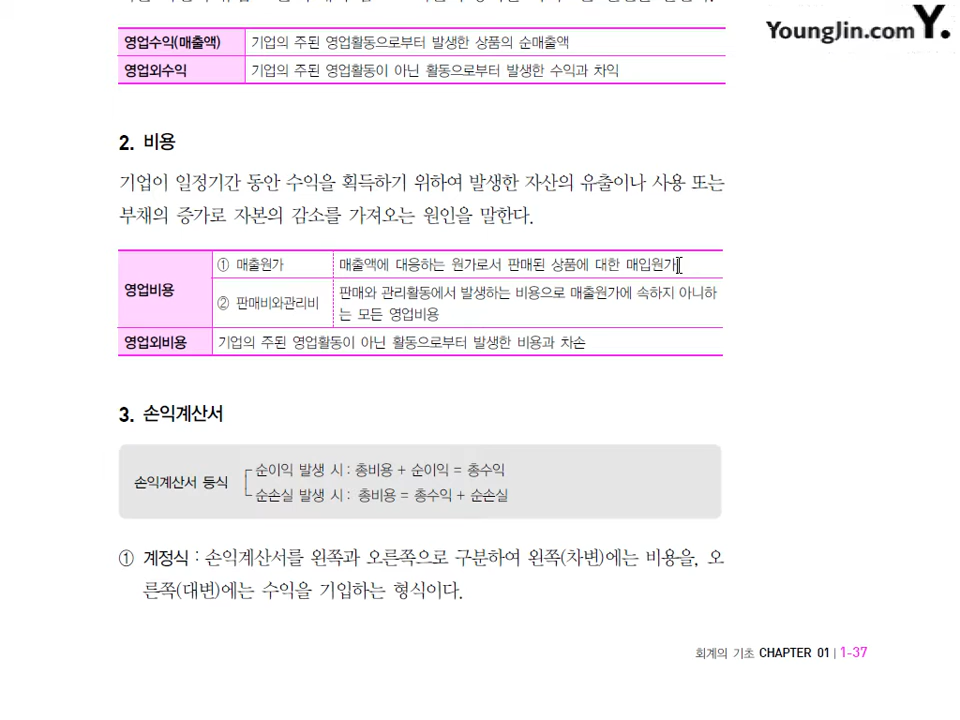 YoungJin.com Y.
영업수익(매출액) 기업의 주된 영업활동으로부터 발생한 상품의 순매출액
영업외수익 기업의 주된 영업활동이 아닌 활동으로부터 발생한 수익과 차익
2. 비용
기업이 일정기간 동안 수익을 획득하기 위하여 발생한 자산의 유출이나 사용 또는
부채의 증가로 자본의 감소를 가져오는 원인을 말한다.
영업비용
① 매출원가 매출액에 대응하는 원가로서 판매된 상품에 대한 매입원가
② 판매비와관리비 판매와 관리활동에서 발생하는 비용으로 매출원가에 속하지 아니하
는 모든 영업비용
영업외비용 기업의 주된 영업활동이 아닌 활동으로부터 발생한 비용과 차손
3. 손익계산서
손익계산서 등식
순이익 발생 시 : 총비용 + 순이익 = 총수익
순손실 발생 시 : 총비용 = 총수익 + 순손실
① 계정식 : 손익계산서를 왼쪽과 오른쪽으로 구분하여 왼쪽(차변)에는 비용을, 오
른쪽(대변)에는 수익을 기입하는 형식이다.
회계의 기초 CHAPTER 01 | 1-37